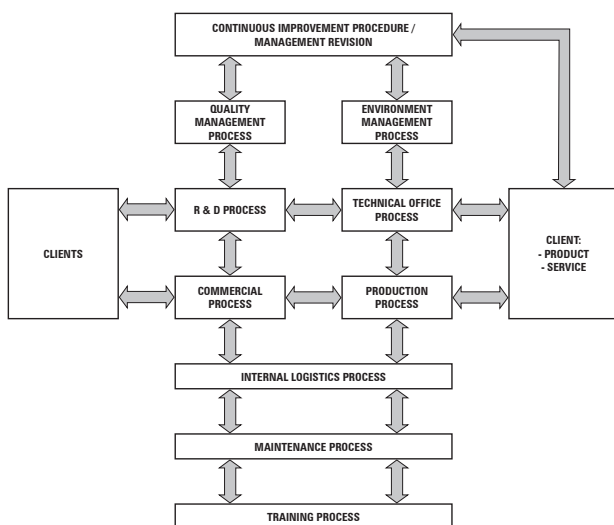 CONTINUOUS IMPROVEMENT PROCEDURE /
MANAGEMENT REVISION
QUALITY
MANAGEMENT
PROCESS
ENVIRONMENT
MANAGEMENT
PROCESS
CLIENTS
R & D PROCESS
TECHNICAL OFFICE
PROCESS
CLIENT:
- PRODUCT
- SERVICE
COMMERCIAL
PROCESS
PRODUCTION
PROCESS
INTERNAL LOGISTICS PROCESS
MAINTENANCE PROCESS
TRAINING PROCESS